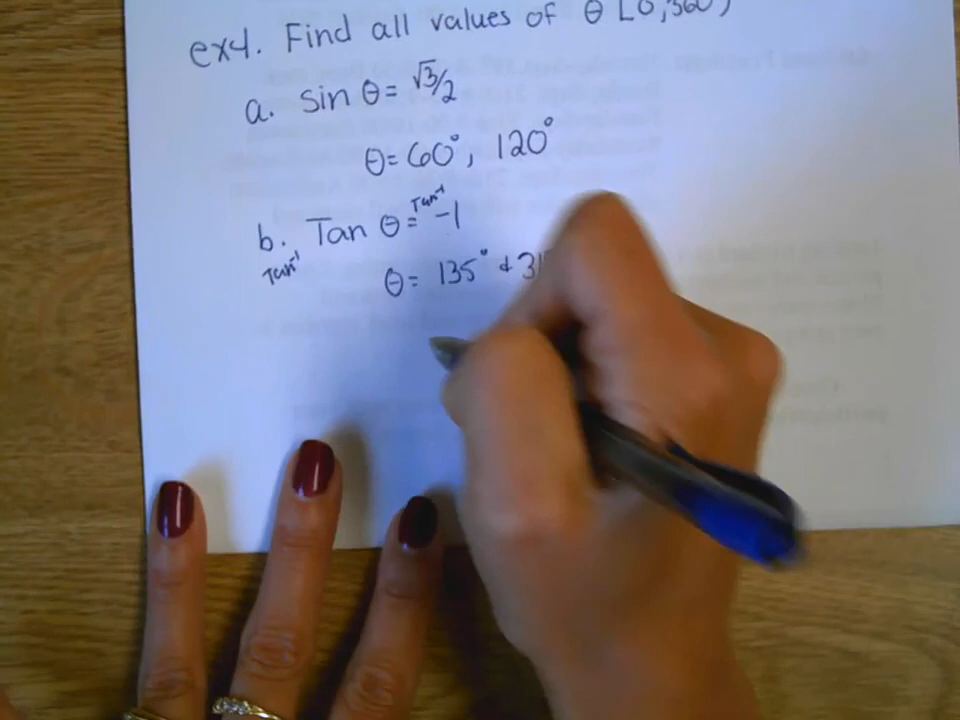 ex4. Find all values of θ [0,360)
a. sin θ = √3/2
θ = 60°, 120°
b. Tan θ = Tan⁻¹ -1
Tan⁻¹
θ = 135° +